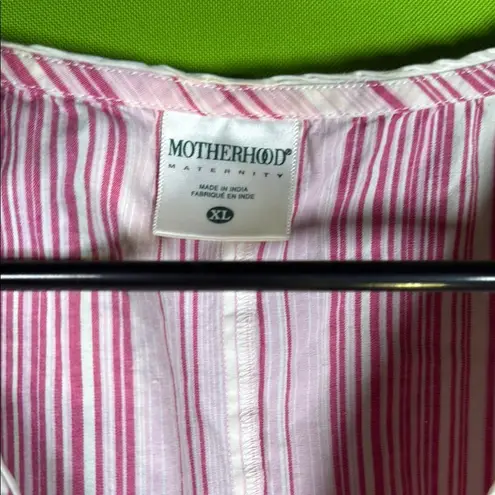 MOTHERHOOD®
MATERNITY
MADE IN INDIA
FABRIQUÉ EN INDE
XL